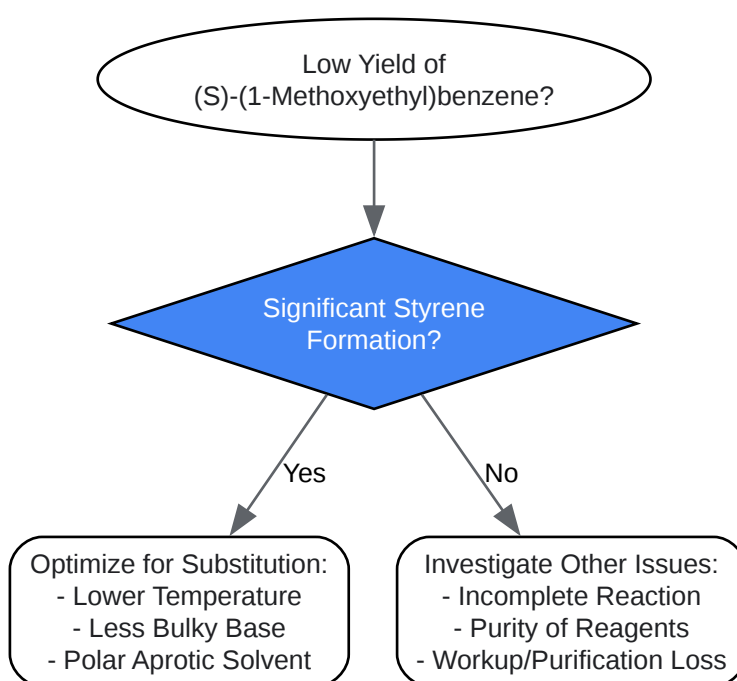 Low Yield of
(S)-(1-Methoxyethyl)benzene?
Significant Styrene
Formation?
Yes
No
Optimize for Substitution:
- Lower Temperature
- Less Bulky Base
- Polar Aprotic Solvent
Investigate Other Issues:
- Incomplete Reaction
- Purity of Reagents
- Workup/Purification Loss